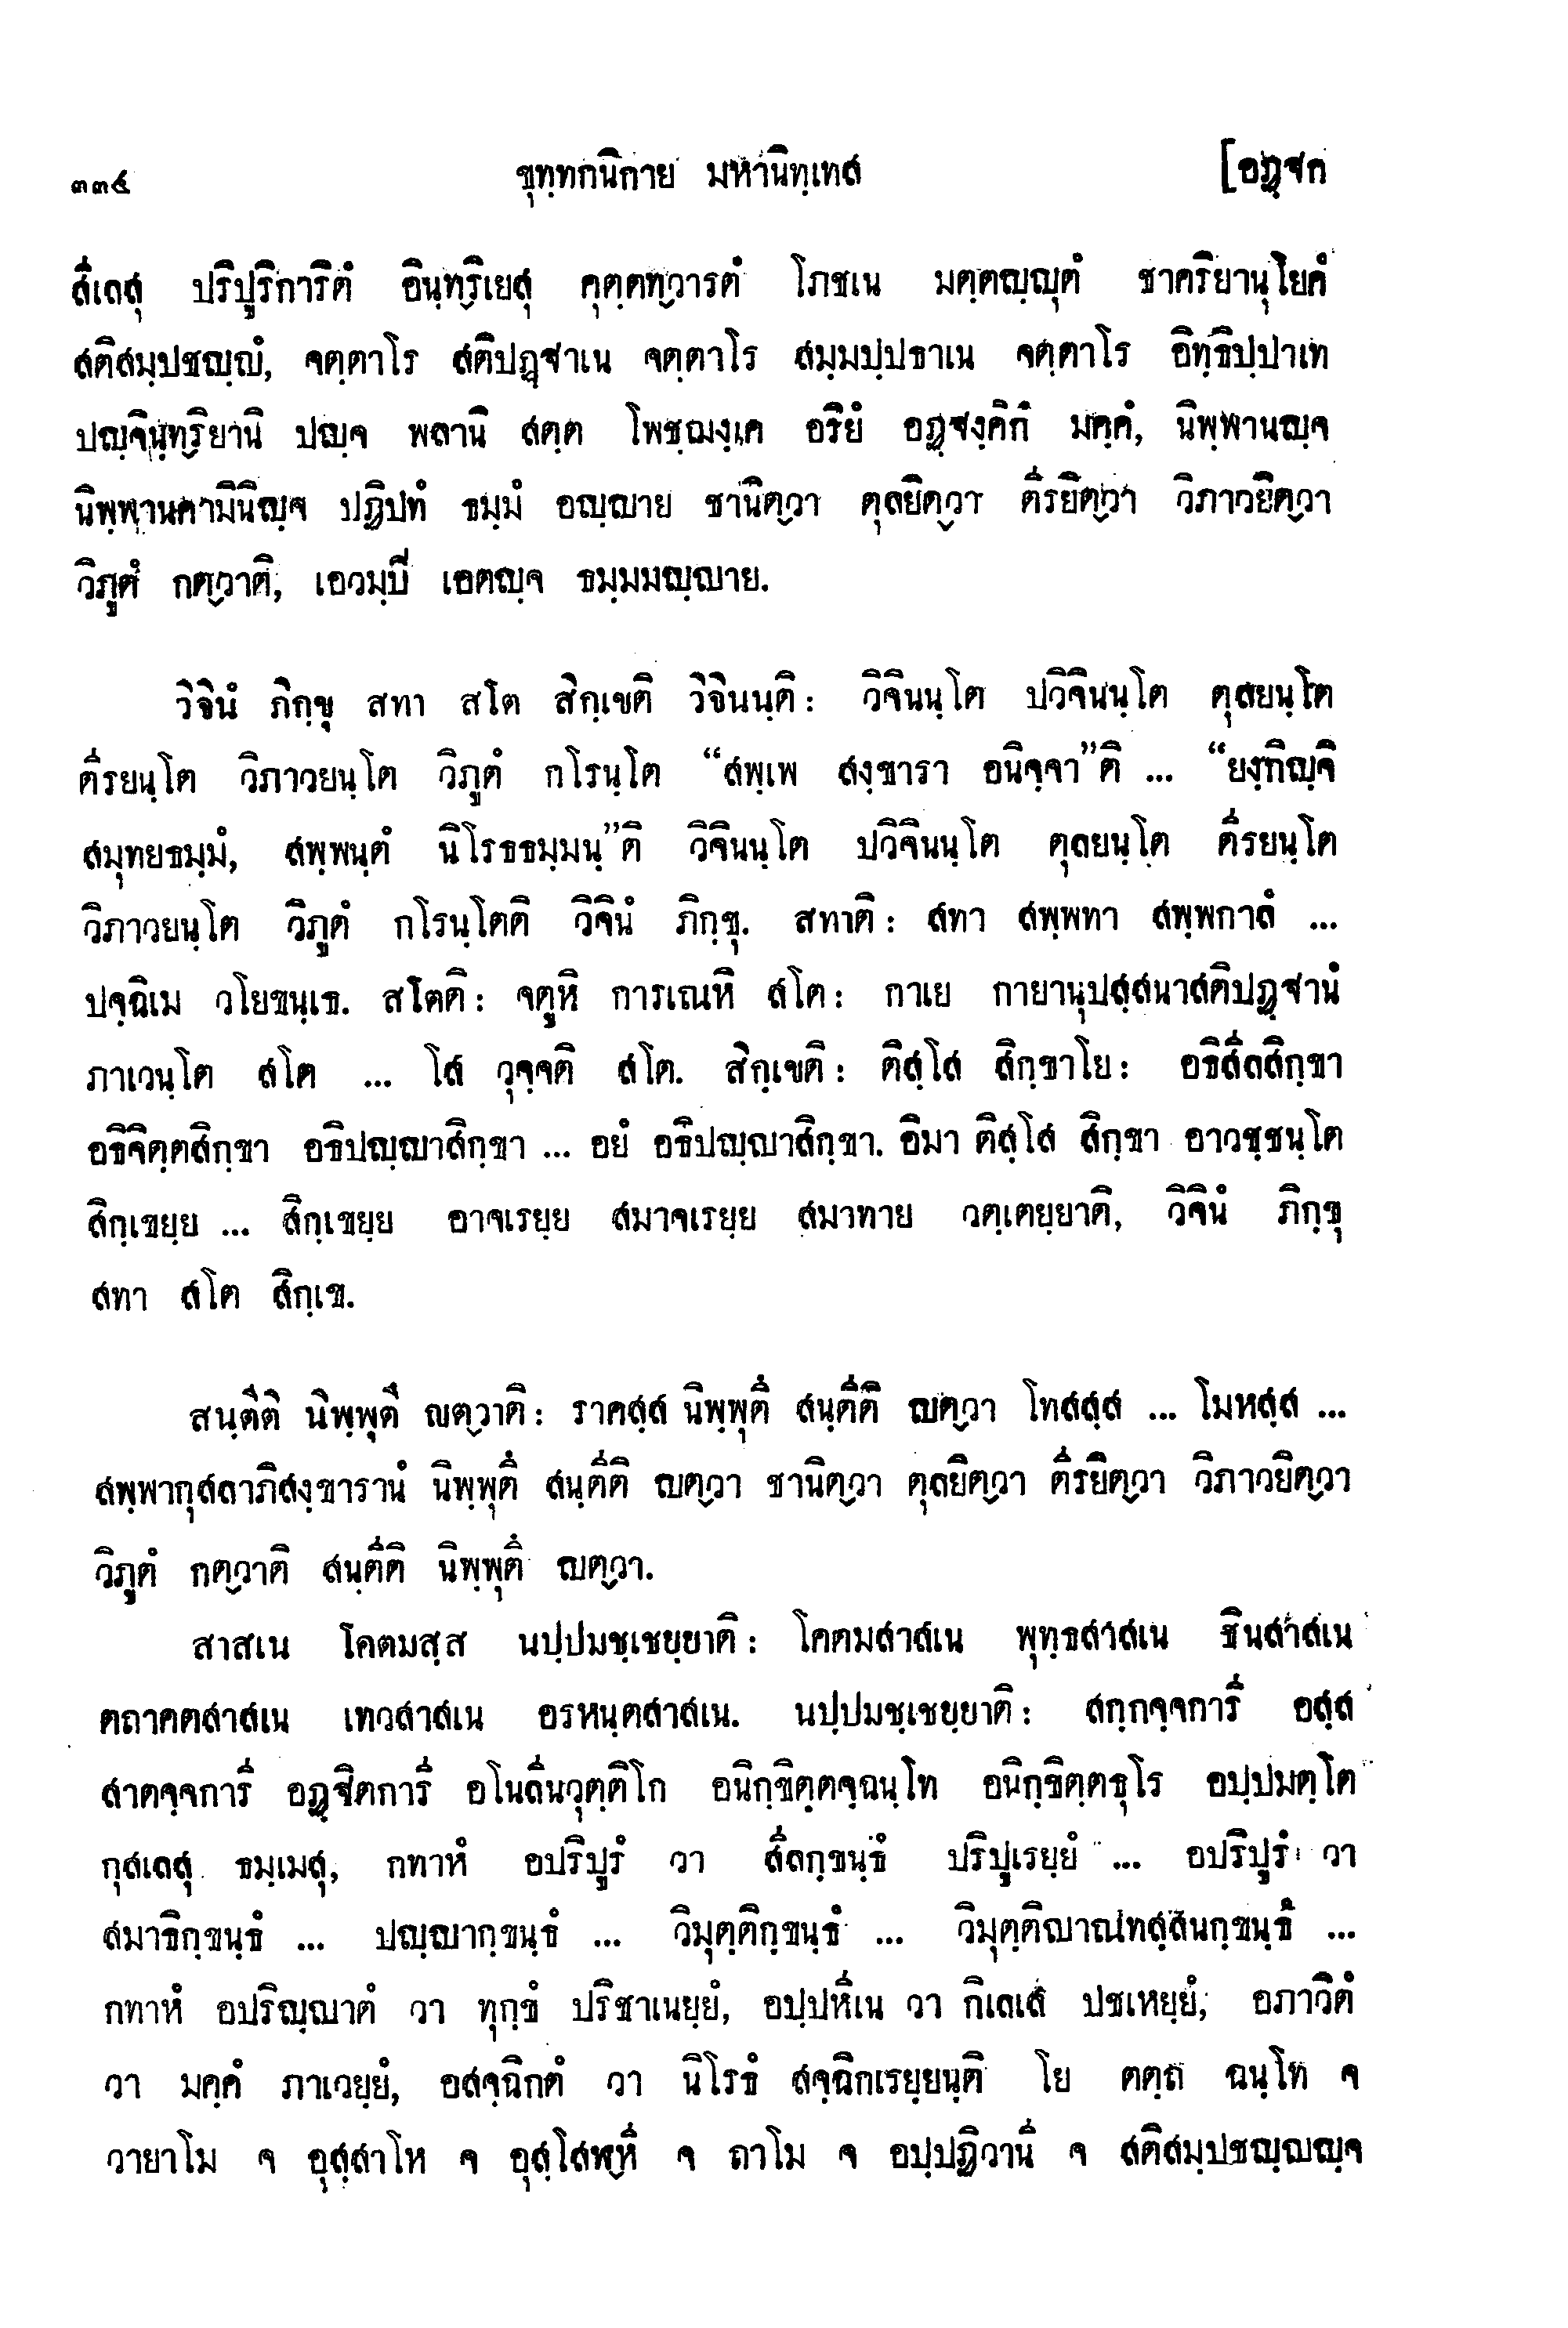 ๓๓๕ ขุทฺทกนิกาย มหานิทฺเทส [อฏฺฐก
สีเลสุ ปริปูริการิตํ อินฺทฺริเยสุ คุตฺตทฺวารตํ โภชเน มตฺตญฺญุตํ ชาคริยานุโยคํ
สติสมฺปชญฺญํ, จตฺตาโร สติปฏฺฐาเน จตฺตาโร สมฺมปฺปธาเน จตฺตาโร อิทฺธิปฺปาเท
ปญฺจินฺทฺริยานิ ปญฺจ พลานิ สตฺต โพชฺฌงฺเค อริยํ อฏฺฐงฺคิกํ มคฺคํ, นิพฺพานญฺจ
นิพฺพานคามินิญฺจ ปฏิปทํ ธมฺมํ อญฺญาย ชานิตฺวา ตุลยิตฺวา ตีรยิตฺวา วิภาวยิตฺวา
วิภูตํ กตฺวาติ, เอวมฺปิ เอตญฺจ ธมฺมมญฺญาย.
วิจินํ ภิกฺขุ สทา สโต สิกฺเขติ วิจินนฺติ: วิจินนฺโต ปวิจินนฺโต ตุลยนฺโต
ตีรยนฺโต วิภาวยนฺโต วิภูตํ กโรนฺโต “สพฺเพ สงฺขารา อนิจฺจา”ติ ... “ยงฺกิญฺจิ
สมุทยธมฺมํ, สพฺพนฺตํ นิโรธธมฺมนฺ”ติ วิจินนฺโต ปวิจินนฺโต ตุลยนฺโต ตีรยนฺโต
วิภาวยนฺโต วิภูตํ กโรนฺโตติ วิจินํ ภิกฺขุ. สทาติ: สทา สพฺพทา สพฺพกาลํ ...
ปจฺฉิเม วโยขนฺเธ. สโตติ: จตูหิ การเณหิ สโต: กาเย กายานุปสฺสนาสติปฏฺฐานํ
ภาเวนฺโต สโต ... โส วุจฺจติ สโต. สิกฺเขติ: ติสฺโส สิกฺขาโย: อธิสีลสิกฺขา
อธิจิตฺตสิกฺขา อธิปญฺญาสิกฺขา ... อยํ อธิปญฺญาสิกฺขา. อิมา ติสฺโส สิกฺขา อาวชฺชนฺโต
สิกฺเขยฺย ... สิกฺเขยฺย อาจเรยฺย สมาจเรยฺย สมาทาย วตฺเตยฺยาติ, วิจินํ ภิกฺขุ
สทา สโต สิกฺเข.
สนฺตีติ นิพฺพุตึ ญตฺวาติ: ราคสฺส นิพฺพุตึ สนฺตีติ ญตฺวา โทสสฺส ... โมหสฺส ...
สพฺพากุสลาภิสงฺขารานํ นิพฺพุตึ สนฺตีติ ญตฺวา ชานิตฺวา ตุลยิตฺวา ตีรยิตฺวา วิภาวยิตฺวา
วิภูตํ กตฺวาติ สนฺตีติ นิพฺพุตึ ญตฺวา.
สาสเน โคตมสฺส นปฺปมชฺเชยฺยาติ: โคตมสาสเน พุทฺธสาสเน ชินสาสเน
ตถาคตสาสเน เทวสาสเน อรหนฺตสาสเน. นปฺปมชฺเชยฺยาติ: สกฺกจฺจการี อสฺส
สาตจฺจการี อฏฺฐิตการี อโนลีนวุตฺติโก อนิกฺขิตฺตจฺฉนฺโท อนิกฺขิตฺตธุโร อปฺปมตฺโต
กุสเลสุ ธมฺเมสุ, กทาหํ อปริปูรํ วา สีลกฺขนฺธํ ปริปูเรยฺยํ ... อปริปูรํ วา
สมาธิกฺขนฺธํ ... ปญฺญากฺขนฺธํ ... วิมุตฺติกฺขนฺธํ ... วิมุตฺติญาณทสฺสนกฺขนฺธํ ...
กทาหํ อปริญฺญาตํ วา ทุกฺขํ ปริชาเนยฺยํ, อปฺปหีเน วา กิเลเส ปชเหยฺยํ, อภาวิตํ
วา มคฺคํ ภาเวยฺยํ, อสจฺฉิกตํ วา นิโรธํ สจฺฉิกเรยฺยนฺติ โย ตตฺถ ฉนฺโท จ
วายาโม จ อุสฺสาโห จ อุสฺโสฬฺหี จ ถาโม จ อปฺปฏิวานี จ สติสมฺปชญฺญญฺจ